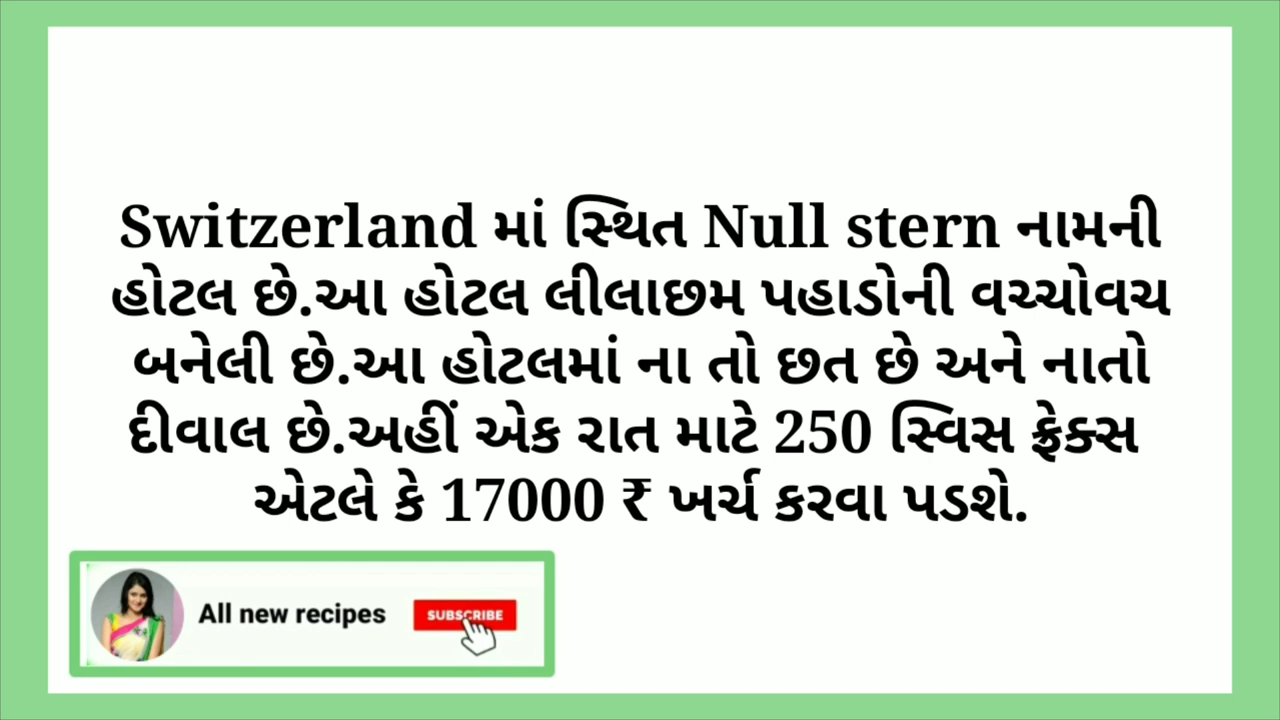 Switzerland માં સ્થિત Null stern નામની
હોટલ છે.આ હોટલ લીલાછમ પહાડોની વચ્ચોવચ
બનેલી છે.આ હોટલમાં ના તો છત છે અને નાતો
દીવાલ છે.અહીં એક રાત માટે 250 સ્વિસ ફ્રેક્સ
એટલે કે 17000 ₹ ખર્ચ કરવા પડશે.
All new recipes SUBSCRIBE